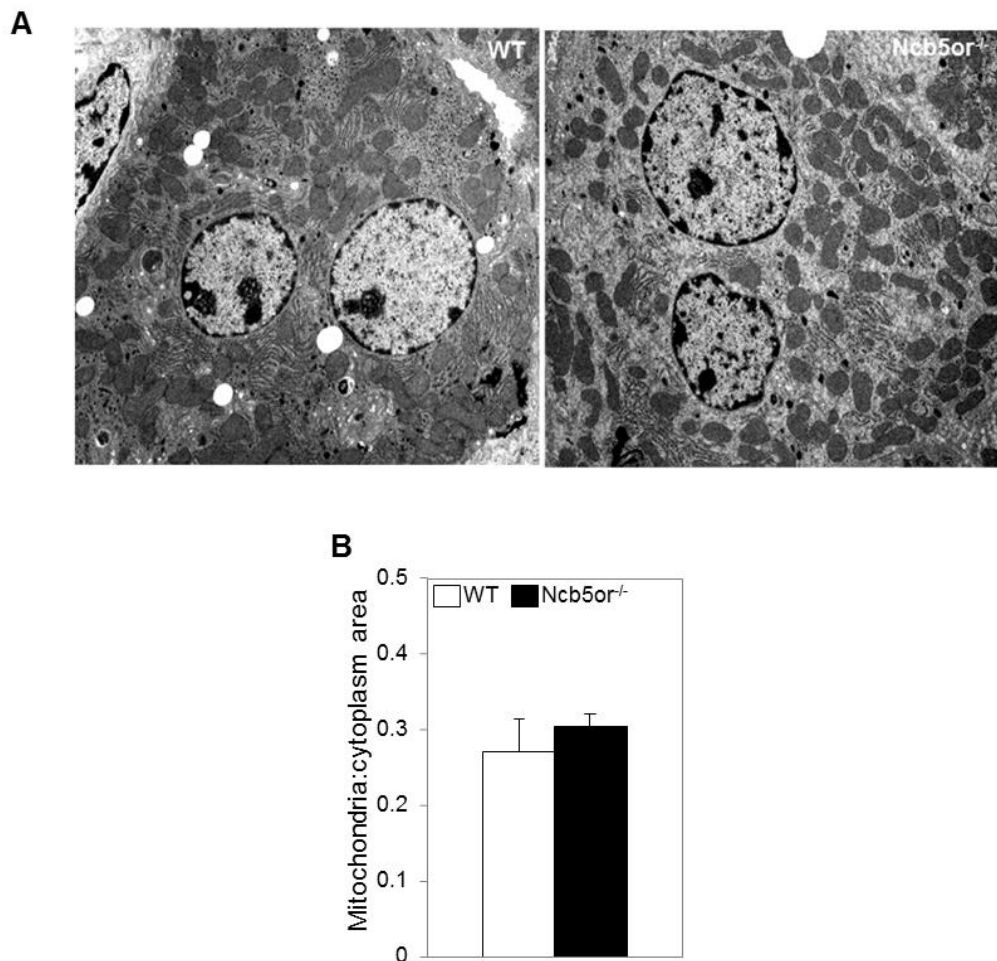 A
WT
Ncb5or-/-
B
Mitochondria:cytoplasm area
0.5
WT Ncb5or-/-
0.4
0.3
0.2
0.1
0